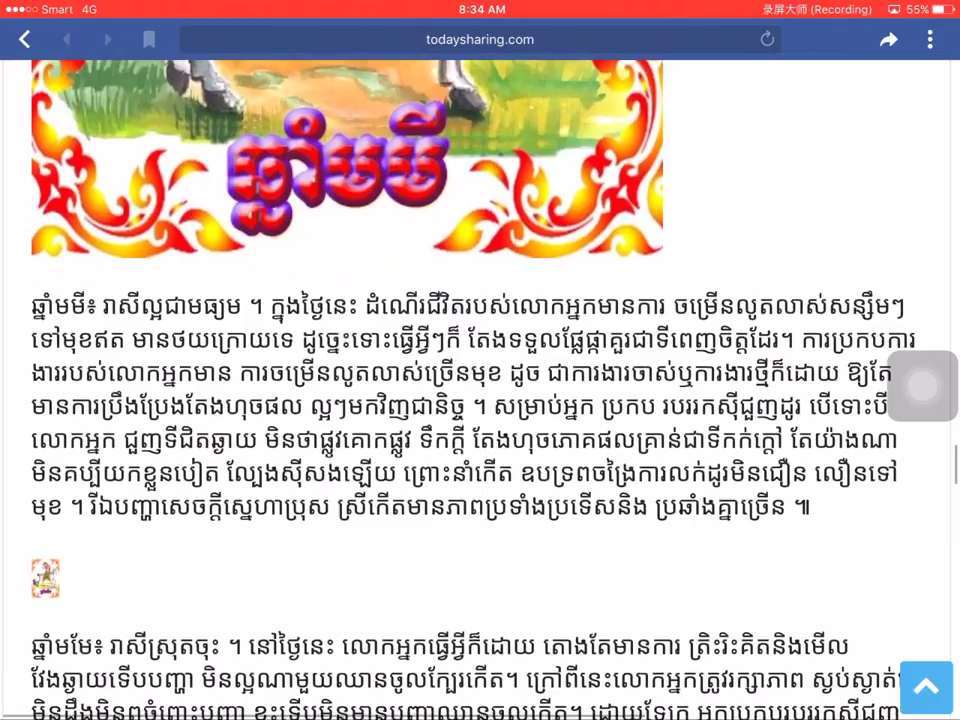 Smart 4G 8:34 AM 录屏大师 (Recording) 55%
todaysharing.com
ឆ្នាំមមី
ឆ្នាំមមី៖ រាសីល្អជាមធ្យម ។ ក្នុងថ្ងៃនេះ ដំណើរជីវិតរបស់លោកអ្នកមានការ ចម្រើនលូតលាស់សន្សឹមៗ
ទៅមុខឥត មានថយក្រោយទេ ដូច្នេះទោះធ្វើអ្វីៗក៏ តែងទទួលផ្លែផ្កាគួរជាទីពេញចិត្តដែរ។ ការប្រកបការ
ងាររបស់លោកអ្នកមាន ការចម្រើនលូតលាស់ច្រើនមុខ ដូច ជាការងារចាស់ឬការងារថ្មីក៏ដោយ ឱ្យតែ
មានការប្រឹងប្រែងតែងហុចផល ល្អៗមកវិញជានិច្ច ។ សម្រាប់អ្នក ប្រកប របររកស៊ីជួញដូរ បើទោះបី
លោកអ្នក ជួញទីជិតឆ្ងាយ មិនថាផ្លូវគោកផ្លូវ ទឹកក្ដី តែងហុចភោគផលគ្រាន់ជាទីកក់ក្ដៅ តែយ៉ាងណា
មិនគប្បីយកខ្លួនបៀត ល្បែងស៊ីសងឡើយ ព្រោះនាំកើត ឧបទ្រពចង្រៃការលក់ដូរមិនជឿន លឿនទៅ
មុខ ។ រីឯបញ្ហាសេចក្ដីស្នេហាប្រុស ស្រីកើតមានភាពប្រទាំងប្រទើសនិង ប្រឆាំងគ្នាច្រើន ៕
ឆ្នាំមមែ៖ រាសីស្រុតចុះ ។ នៅថ្ងៃនេះ លោកអ្នកធ្វើអ្វីក៏ដោយ តោងតែមានការ ត្រិះរិះគិតនិងមើល
វែងឆ្ងាយទើបបញ្ហា មិនល្អណាមួយឈានចូលក្បែរកើត។ ក្រៅពីនេះលោកអ្នកត្រូវរក្សាភាព ស្ងប់ស្ងាត់